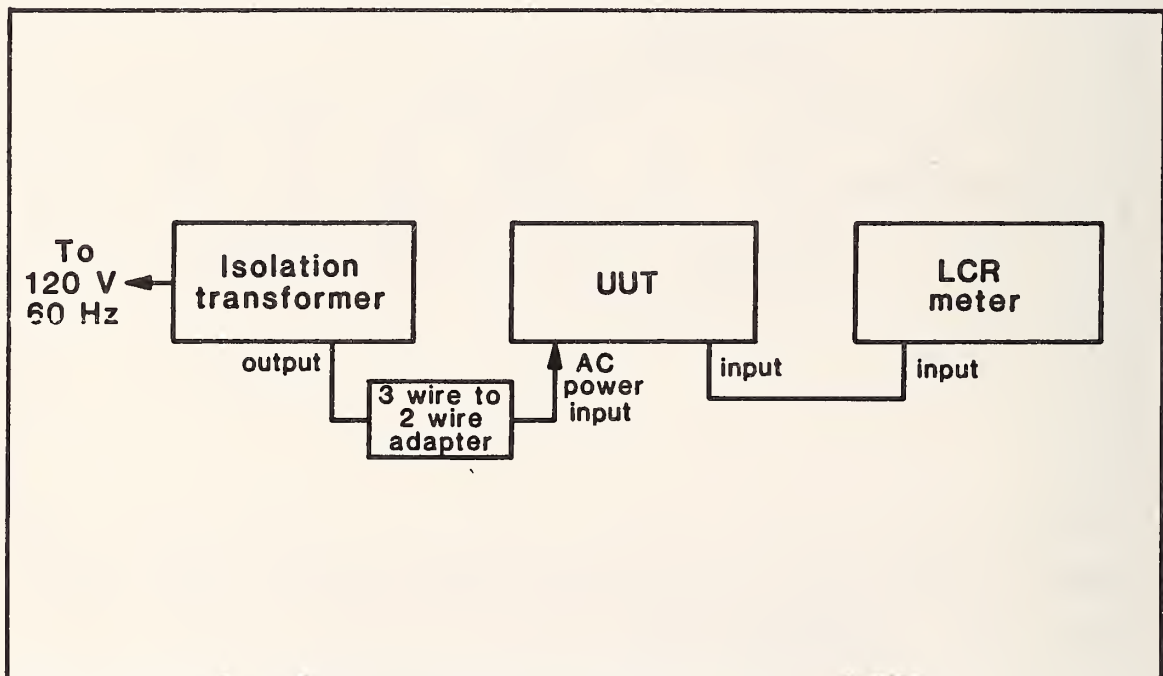 To
120 V
60 Hz
Isolation
transformer
output
3 wire to
2 wire
adapter
UUT
AC
power
input
input
LCR
meter
input